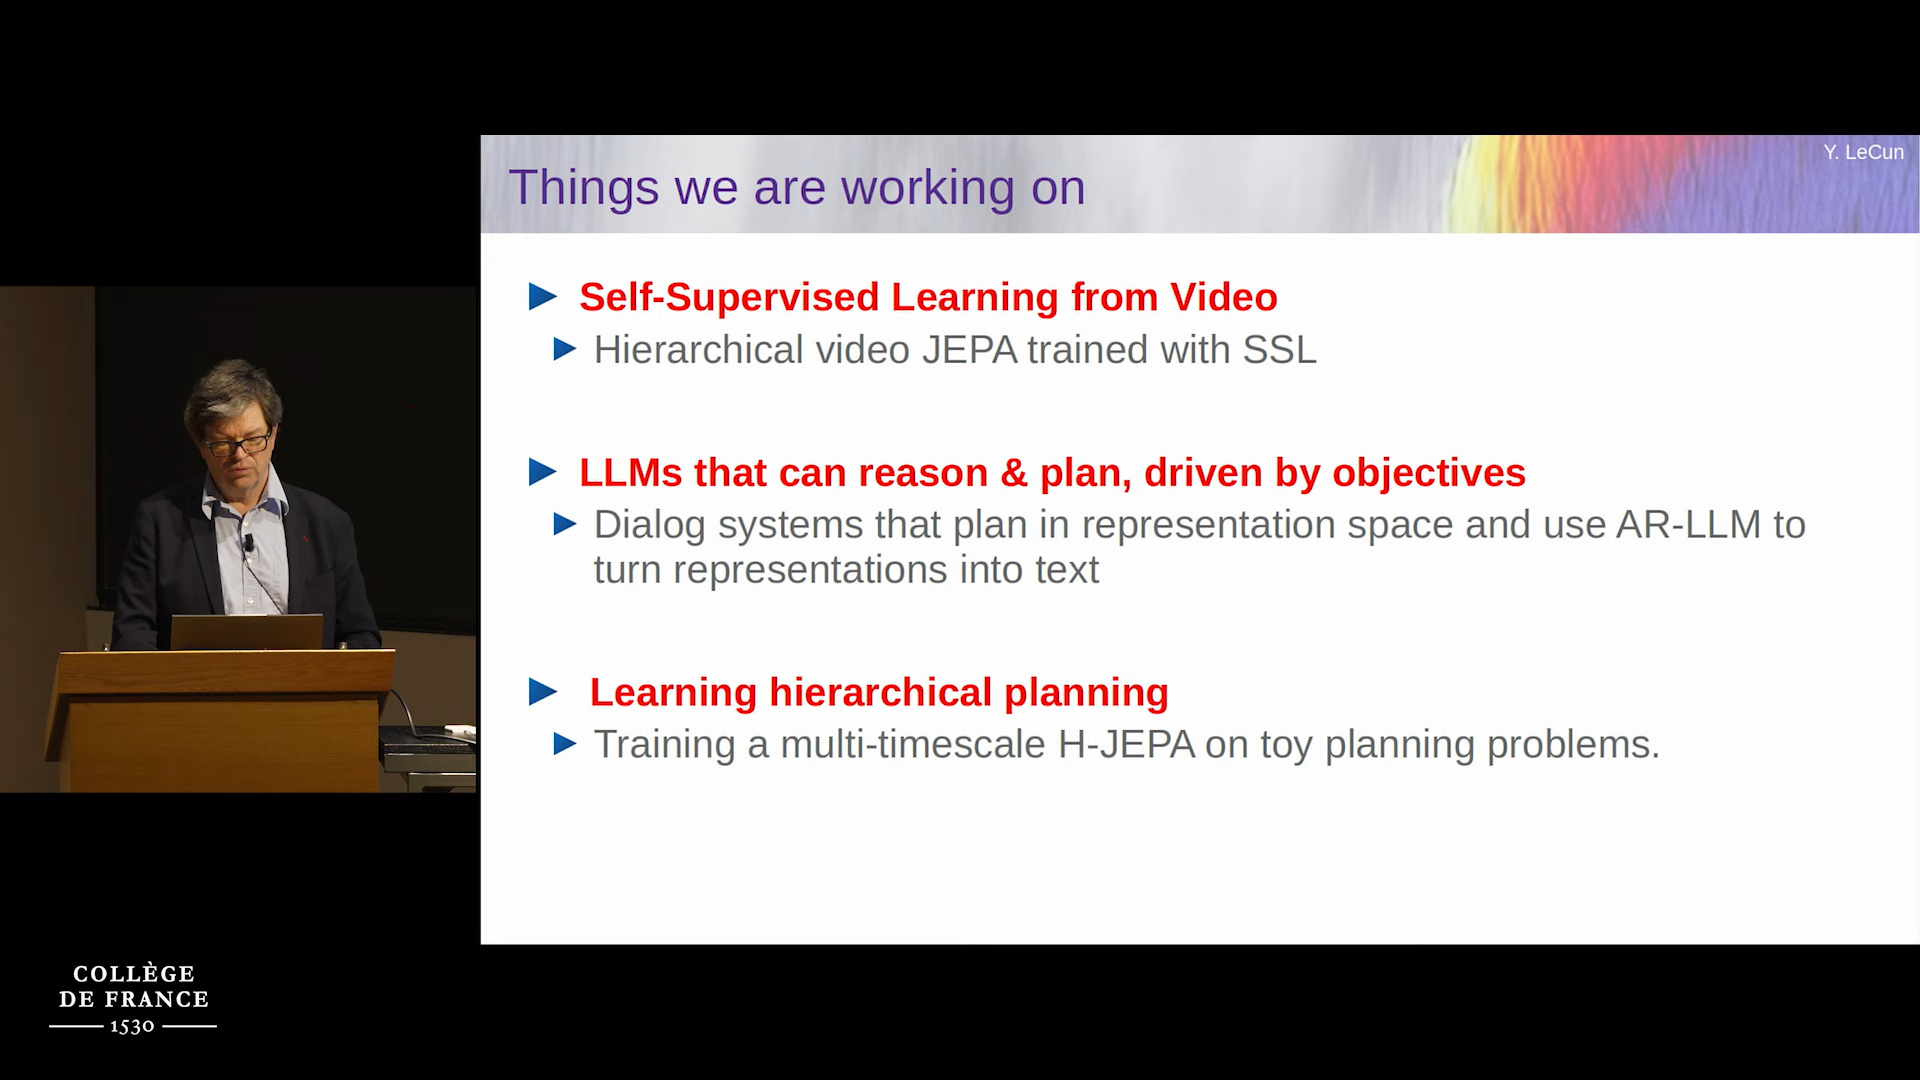 Y. LeCun
Things we are working on
Self-Supervised Learning from Video
Hierarchical video JEPA trained with SSL
LLMs that can reason & plan, driven by objectives
Dialog systems that plan in representation space and use AR-LLM to
turn representations into text
Learning hierarchical planning
Training a multi-timescale H-JEPA on toy planning problems.
COLLÈGE
DE FRANCE
1530